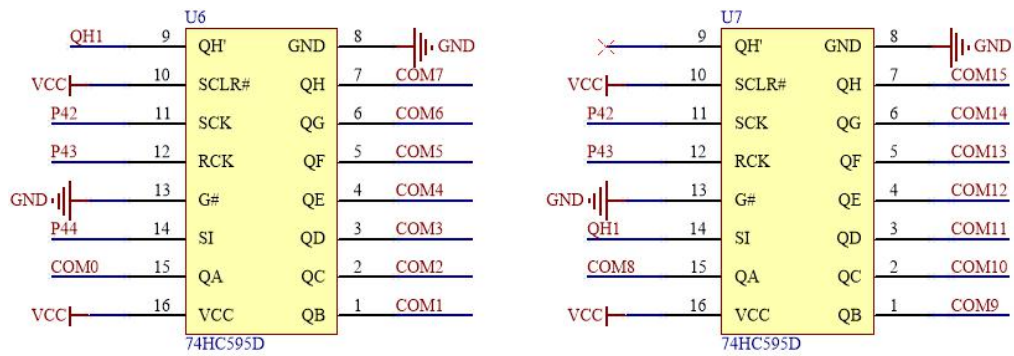 U6
QH1 9 QH' GND 8 GND
VCC 10 SCLR# QH 7 COM7
P42 11 SCK QG 6 COM6
P43 12 RCK QF 5 COM5
GND 13 G# QE 4 COM4
P44 14 SI QD 3 COM3
COM0 15 QA QC 2 COM2
VCC 16 VCC QB 1 COM1
74HC595D
U7
9 QH' GND 8 GND
VCC 10 SCLR# QH 7 COM15
P42 11 SCK QG 6 COM14
P43 12 RCK QF 5 COM13
GND 13 G# QE 4 COM12
QH1 14 SI QD 3 COM11
COM8 15 QA QC 2 COM10
VCC 16 VCC QB 1 COM9
74HC595D